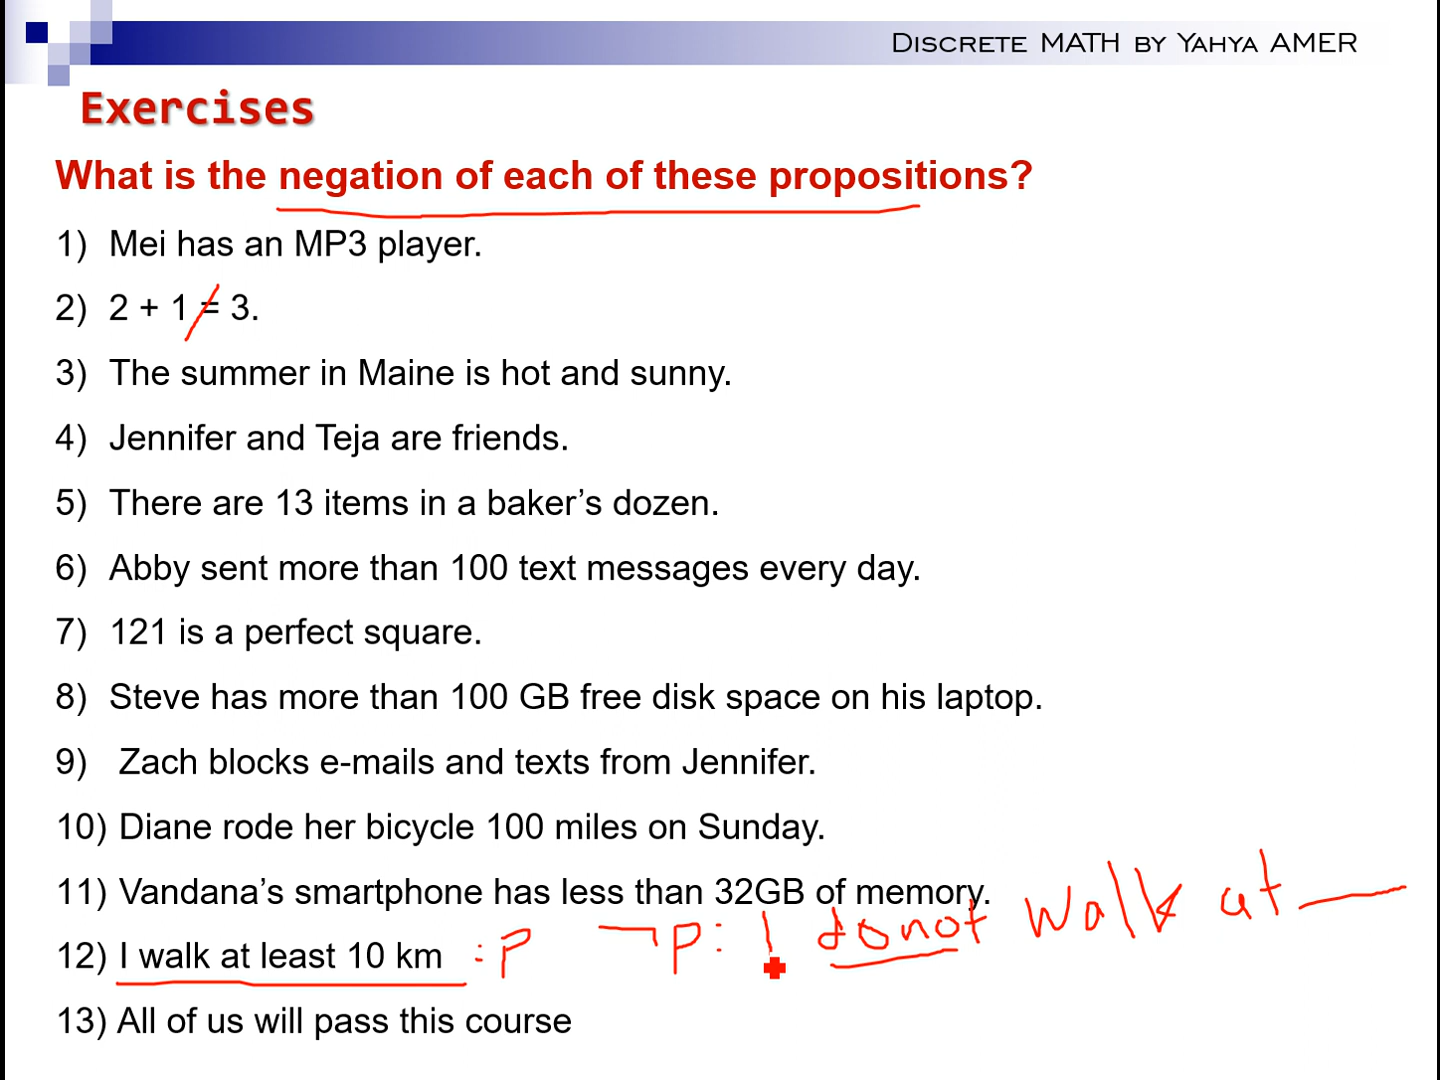 DISCRETE MATH BY YAHYA AMER
Exercises
What is the negation of each of these propositions?
1) Mei has an MP3 player.
2) 2 + 1 ≠ 3.
3) The summer in Maine is hot and sunny.
4) Jennifer and Teja are friends.
5) There are 13 items in a baker’s dozen.
6) Abby sent more than 100 text messages every day.
7) 121 is a perfect square.
8) Steve has more than 100 GB free disk space on his laptop.
9) Zach blocks e-mails and texts from Jennifer.
10) Diane rode her bicycle 100 miles on Sunday.
11) Vandana’s smartphone has less than 32GB of memory.
12) I walk at least 10 km : P ¬P: I do not walk at —
13) All of us will pass this course